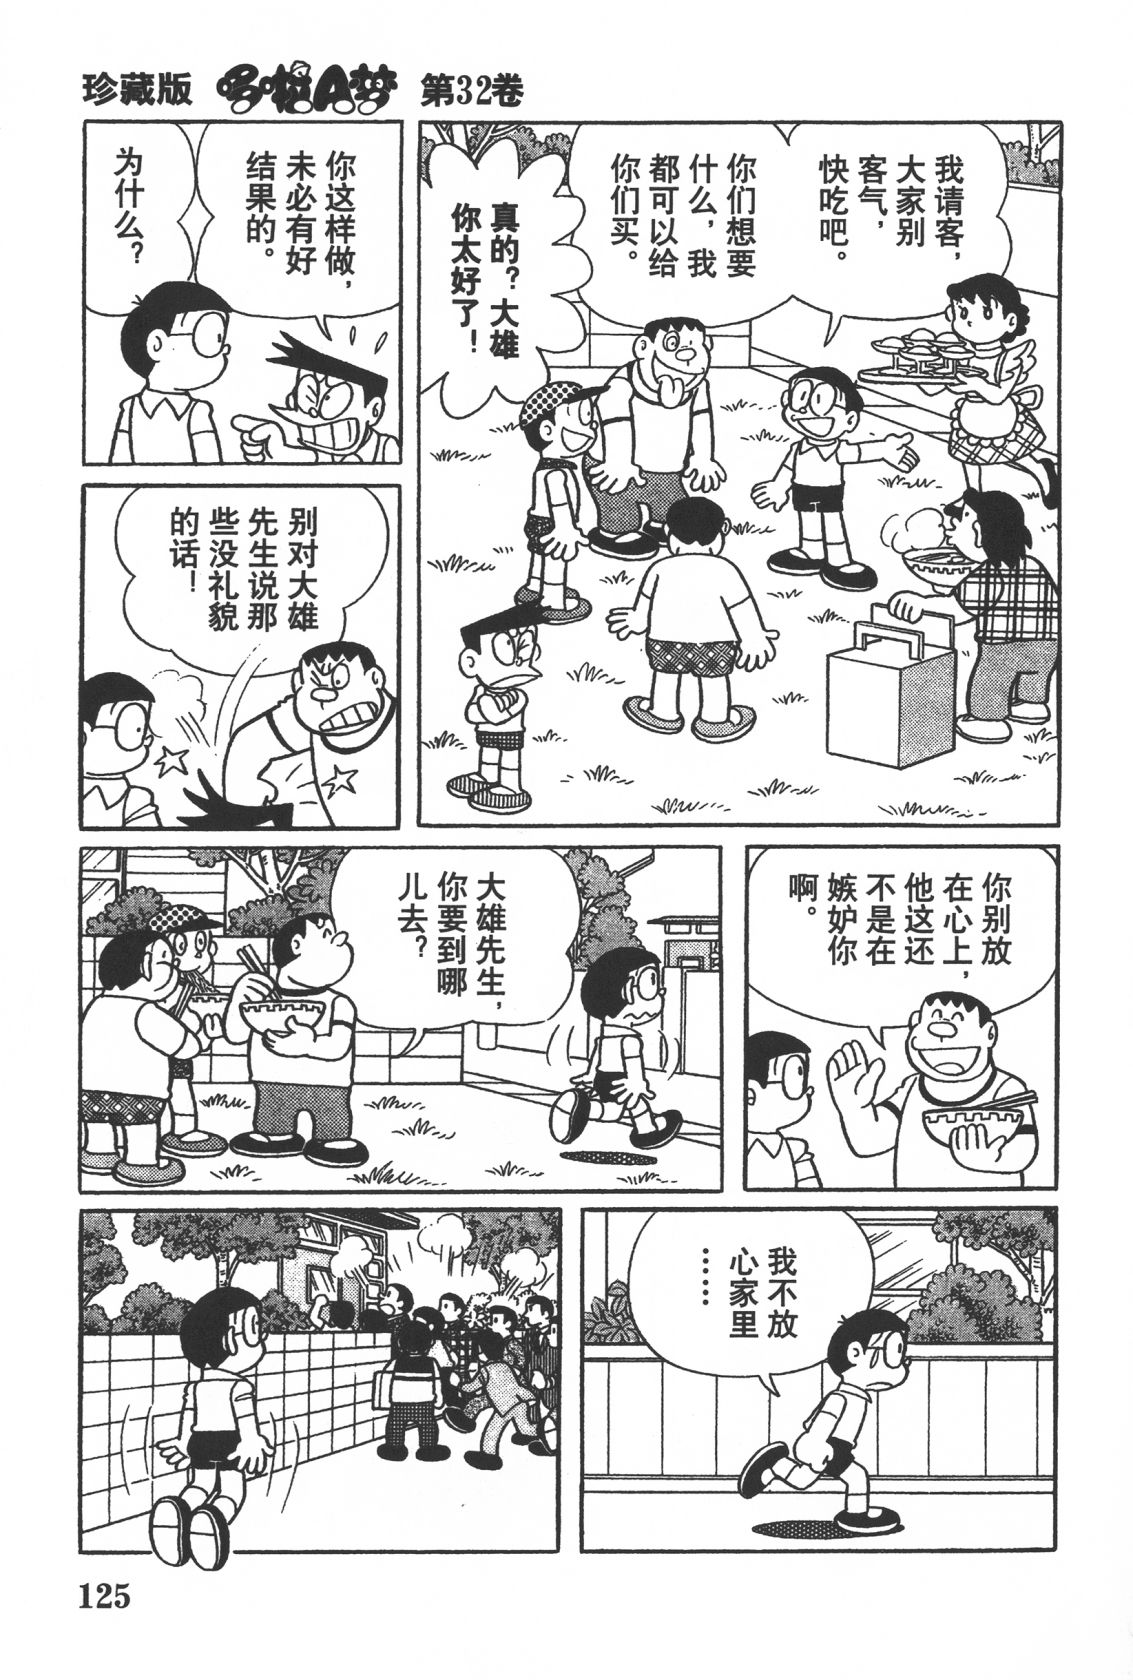 珍藏版 哆啦A梦 第32卷
我请客，
大家别
客气，
快吃吧。
你们想要
什么，我
都可以给
你们买。
真的？大雄
你太好了！
你这样做，
未必有好
结果的。
为什么？
别对大雄
先生说那
些没礼貌
的话！
你别放
在心上，
他这还
不是在
嫉妒你
啊。
大雄先生，
你要到哪
儿去？
我不放
心家里
……
125